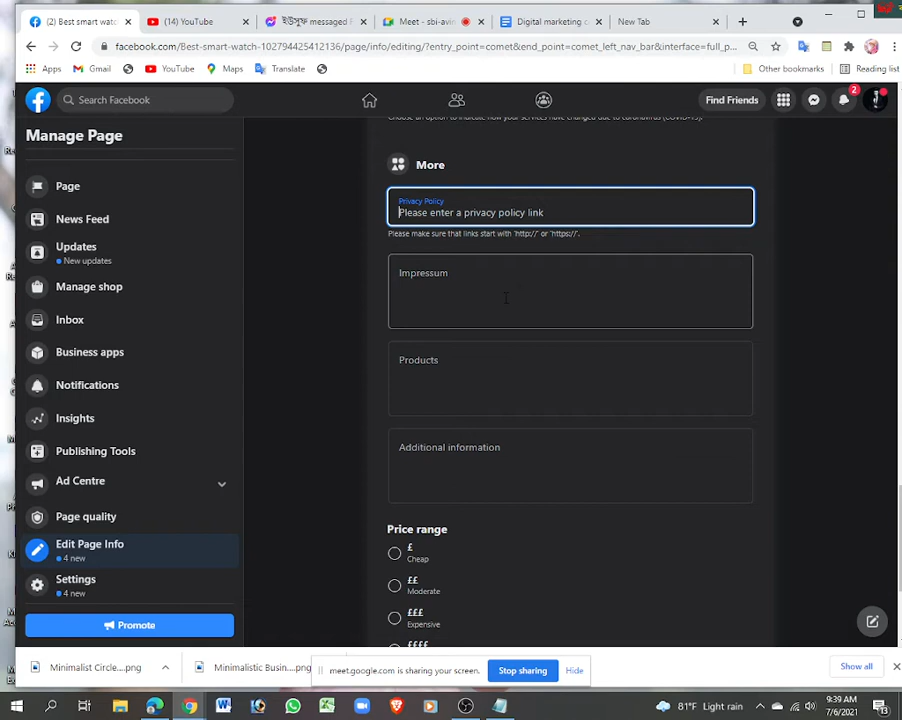 (2) Best smart watch
(14) YouTube
ইউসুফ messaged
Meet - sbi-avin
Digital marketing c
New Tab
facebook.com/Best-smart-watch-102794425412136/page/info/editing/?entry_point=comet&end_point=comet_left_nav_bar&interface=full_p...
Apps
Gmail
YouTube
Maps
Translate
Other bookmarks
Reading list
Search Facebook
Find Friends
2
Manage Page
Choose an option to indicate how your services have changed due to coronavirus (COVID-19).
More
Page
Privacy Policy
Please enter a privacy policy link
News Feed
Please make sure that links start with 'http://' or 'https://'.
Updates
New updates
Impressum
Manage shop
Inbox
Business apps
Products
Notifications
Insights
Additional information
Publishing Tools
Ad Centre
Page quality
Price range
Edit Page Info
4 new
£
Cheap
Settings
4 new
££
Moderate
£££
Expensive
££££
Promote
Minimalist Circle....png
Minimalistic Busin....png
meet.google.com is sharing your screen.
Stop sharing
Hide
Show all
81°F Light rain
9:39 AM
7/6/2021
13